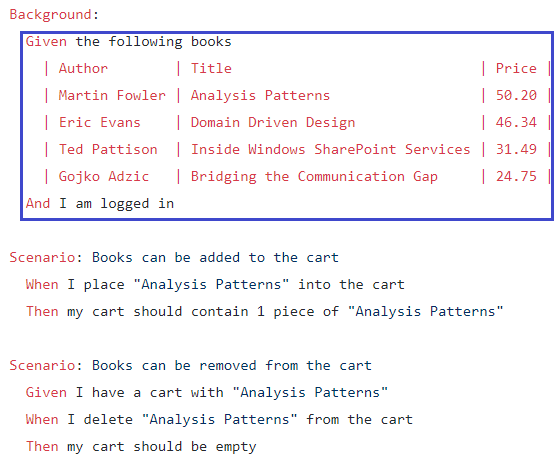 Background:
Given the following books
| Author | Title | Price |
| Martin Fowler | Analysis Patterns | 50.20 |
| Eric Evans | Domain Driven Design | 46.34 |
| Ted Pattison | Inside Windows SharePoint Services | 31.49 |
| Gojko Adzic | Bridging the Communication Gap | 24.75 |
And I am logged in
Scenario: Books can be added to the cart
When I place "Analysis Patterns" into the cart
Then my cart should contain 1 piece of "Analysis Patterns"
Scenario: Books can be removed from the cart
Given I have a cart with "Analysis Patterns"
When I delete "Analysis Patterns" from the cart
Then my cart should be empty